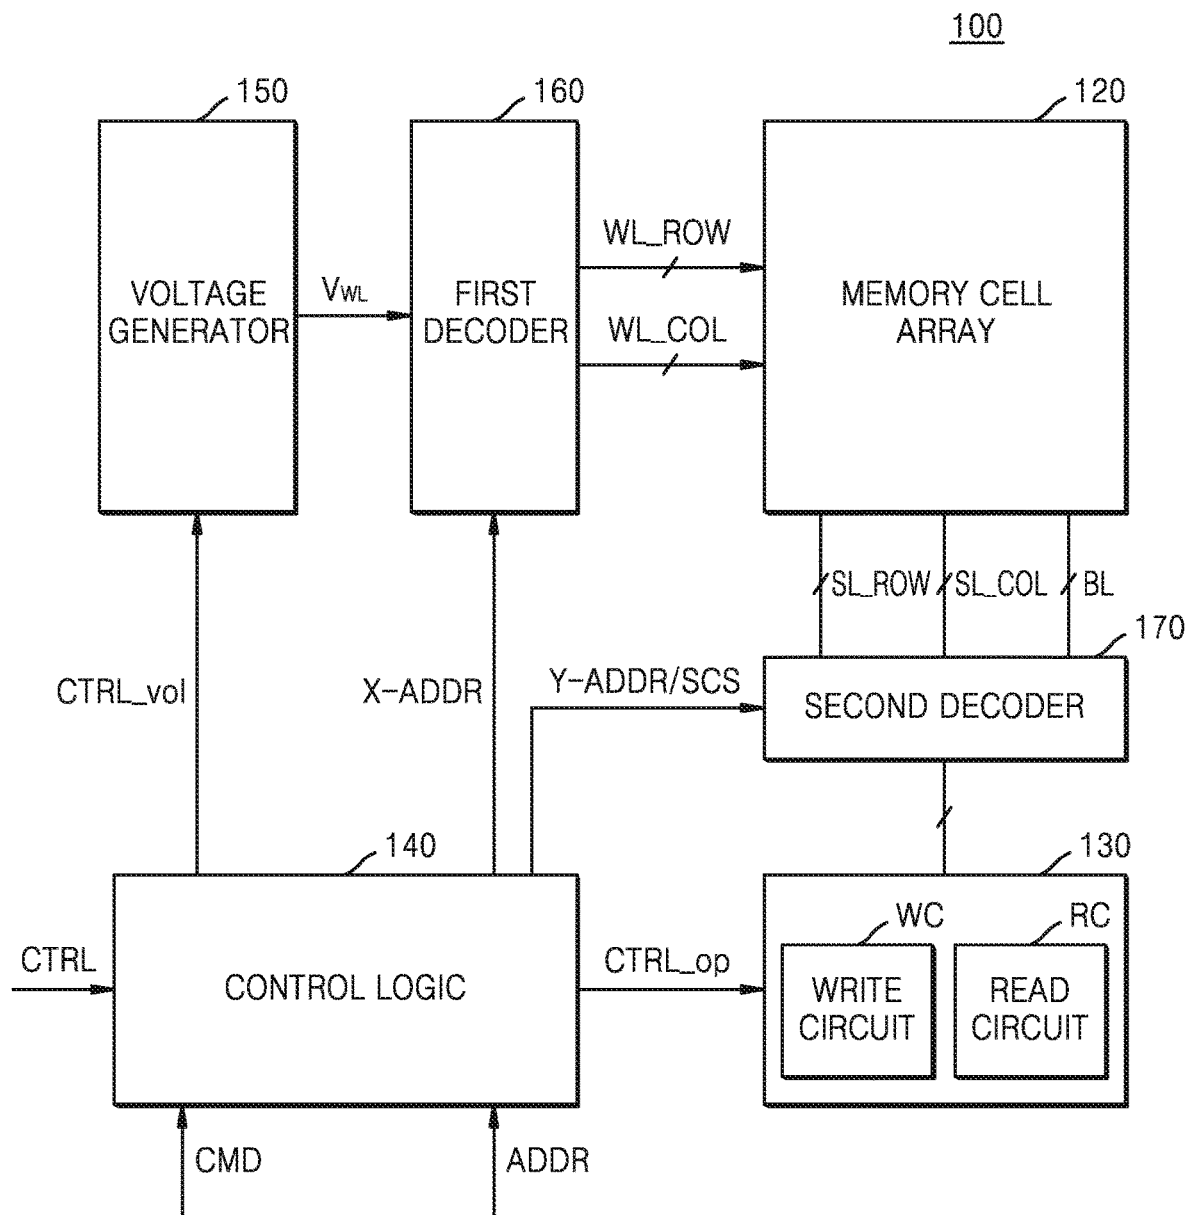 100
150
160
120
VOLTAGE
GENERATOR
VWL
FIRST
DECODER
WL_ROW
WL_COL
MEMORY CELL
ARRAY
SL_ROW
SL_COL
BL
170
CTRL_vol
X-ADDR
Y-ADDR/SCS
SECOND DECODER
140
130
CTRL
CONTROL LOGIC
CTRL_op
WC
WRITE
CIRCUIT
RC
READ
CIRCUIT
CMD
ADDR